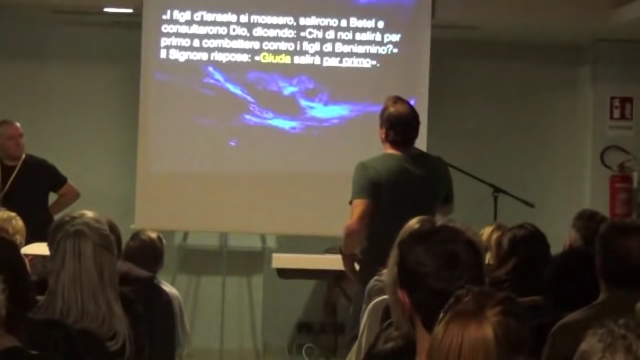 „I figli d'Israele si mossero, salirono a Betel e
consultarono Dio, dicendo: «Chi di noi salirà per
primo a combattere contro i figli di Beniamino?»
Il Signore rispose: «Giuda salirà per primo».